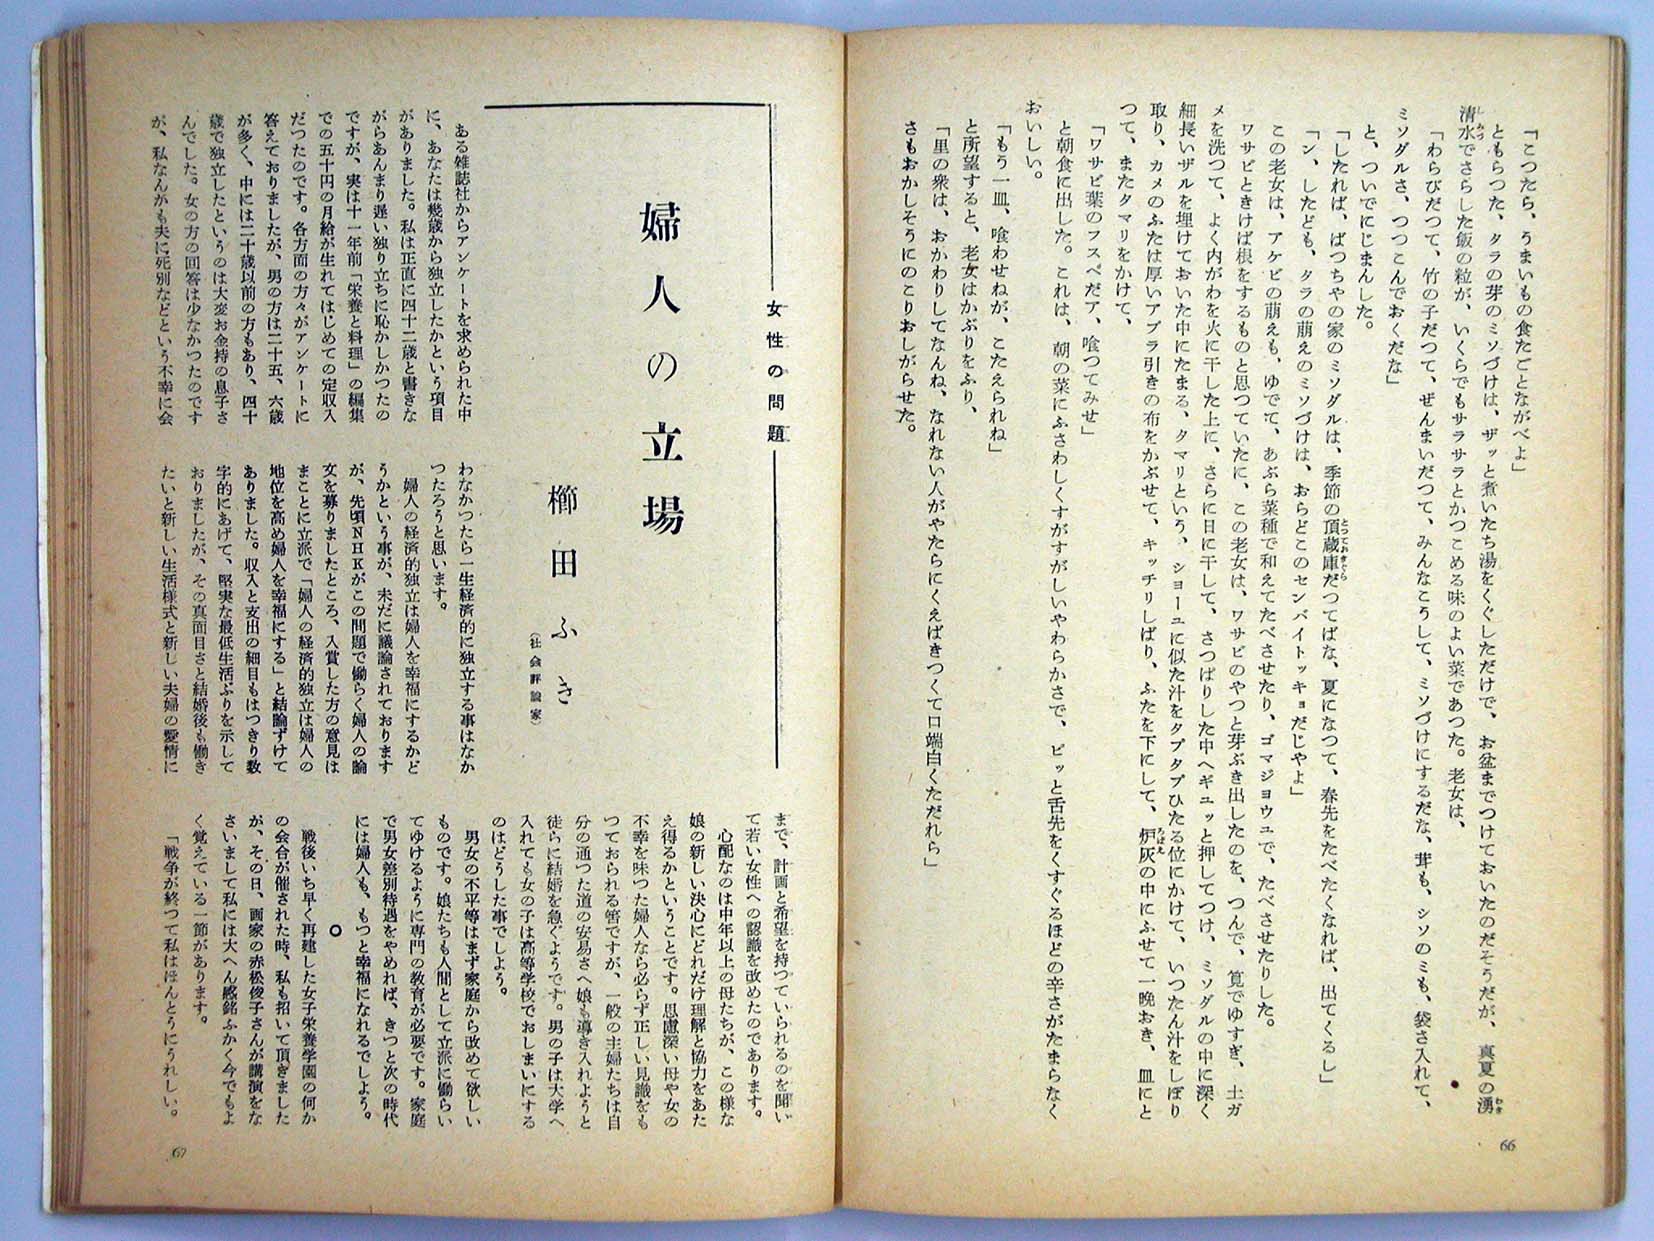 「こつたら、うまいもの食たごとながべよ」
ともらつた、タラの芽のミソづけは、ザッと煮いたち湯をくぐしただけで、お盆までつけておいたのだそうだが、真夏の湧
清水でさらした飯の粒が、いくらでもサラサラとかつこめる味のよい菜であつた。老女は、
「わらびだつて、竹の子だつて、ぜんまいだつて、みんなこうして、ミソづけにするだな、茸も、シソのミも、袋さ入れて、
ミソダルさ、つつこんでおくだな」
と、ついでにじまんした。
「したれば、ばつちやの家のミソダルは、季節の頂蔵庫だつてばな、夏になつて、春先をたべたくなれば、出てくるし」
「ン、したども、タラの萠えのミソづけは、おらどこのセンバイトッキョだじやよ」
この老女は、アケビの萠えも、ゆでて、あぶら菜種で和えてたべさせたり、ゴマジヨウユで、たべさせたりした。
ワサビときけば根をするものと思つていたに、この老女は、ワサビのやつと芽ぶき出したのを、つんで、筧でゆすぎ、土ガ
メを洗つて、よく内がわを火に干した上に、さらに日に干して、さつぱりした中へギュッと押してつけ、ミソダルの中に深く
細長いザルを埋けておいた中にたまる、タマリという、ショーユに似た汁をタプタプひたる位にかけて、いつたん汁をしぼり
取り、カメのふたは厚いアブラ引きの布をかぶせて、キッチリしばり、ふたを下にして、炉灰の中にふせて一晩おき、皿にと
つて、またタマリをかけて、
「ワサビ葉のフスベだア、喰つてみせ」
と朝食に出した。これは、朝の菜にふさわしくすがすがしいやわらかさで、ピッと舌先をくすぐるほどの辛さがたまらなく
おいしい。
「もう一皿、喰わせねが、こたえられね」
と所望すると、老女はかぶりをふり、
「里の衆は、おかわりしてなんね、なれない人がやたらにくえばきつくて口端白くただれら」
さもおかしそうにのこりおしがらせた。
66
女性の問題
婦人の立場
櫛田ふき
(社会評論家)
ある雑誌社からアンケートを求められた中
に、あなたは幾歳から独立したかという項目
がありました。私は正直に四十二歳と書きな
がらあんまり遅い独り立ちに恥かしかつたの
ですが、実は十一年前「栄養と料理」の編集
での五十円の月給が生れてはじめての定収入
だつたのです。各方面の方々がアンケートに
答えておりましたが、男の方は二十五、六歳
が多く、中には二十歳以前の方もあり、四十
歳で独立したというのは大変お金持の息子さ
んでした。女の方の回答は少なかつたのです
が、私なんがも夫に死別などという不幸に会
わなかつたら一生経済的に独立する事はなか
つたろうと思います。
婦人の経済的独立は婦人を幸福にするかど
うかという事が、未だに議論されております
が、先頃NHKがこの問題で働らく婦人の論
文を募りましたところ、入賞した方の意見は
まことに立派で「婦人の経済的独立は婦人の
地位を高め婦人を幸福にする」と結論ずけて
ありました。収入と支出の細目もはつきり数
字的にあげて、堅実な最低生活ぶりを示して
おりましたが、その真面目さと結婚後も働き
たいと新しい生活様式と新しい夫婦の愛情に
まで、計画と希望を持つていられるのを聞い
て若い女性への認識を改めたのであります。
心配なのは中年以上の母たちが、この様な
娘の新しい決心にどれだけ理解と協力をあた
え得るかということです。思慮深い母や女の
不幸を味つた婦人なら必らず正しい見識をも
つておられる筈ですが、一般の主婦たちは自
分の通つた道の安易さへ娘も導き入れようと
徒らに結婚を急ぐようです。男の子は大学へ
入れても女の子は高等学校でおしまいにする
のはどうした事でしよう。
男女の不平等はまず家庭から改めて欲しい
ものです。娘たちも人間として立派に働らい
てゆけるように専門の教育が必要です。家庭
で男女差別待遇をやめれば、きつと次の時代
には婦人も、もつと幸福になれるでしよう。
○
戦後いち早く再建した女子栄養学園の何か
の会合が催された時、私も招いて頂ぎました
が、その日、画家の赤松俊子さんが講演をな
さいまして私には大へん感銘ふかく今でもよ
く覚えている一節があります。
「戦争が終つて私はほんとうにうれしい。
67